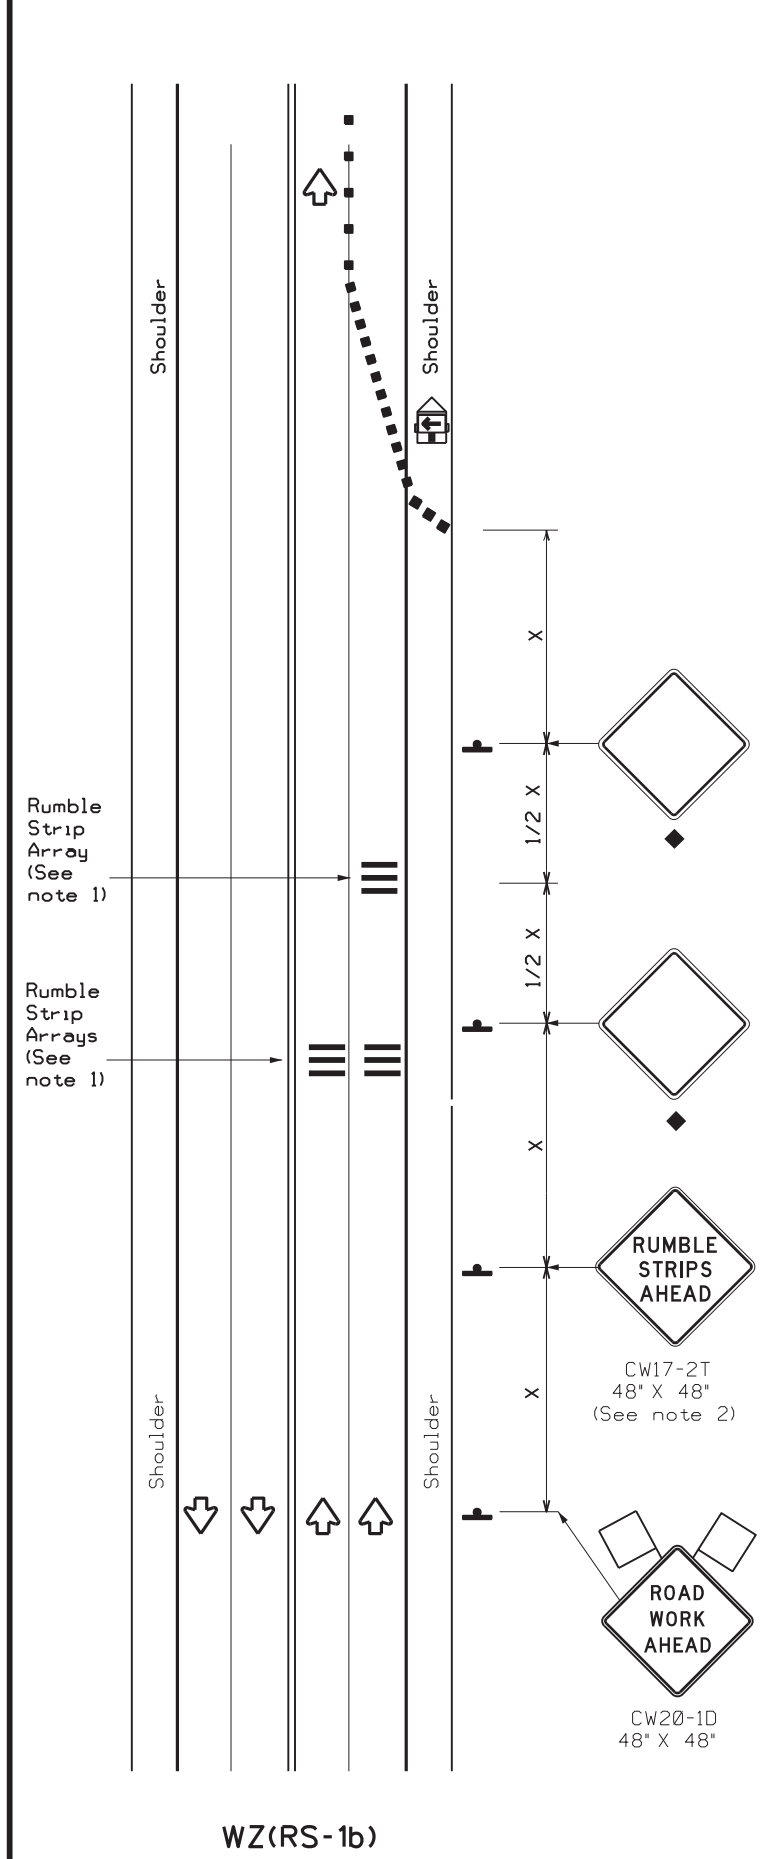 Shoulder
Shoulder
X
1/2 X
Rumble
Strip
Array
(See
note 1)
1/2 X
Rumble
Strip
Arrays
(See
note 1)
X
RUMBLE
STRIPS
AHEAD
CW17-2T
48" X 48"
(See note 2)
X
Shoulder
Shoulder
ROAD
WORK
AHEAD
CW20-1D
48" X 48"
WZ(RS-1b)